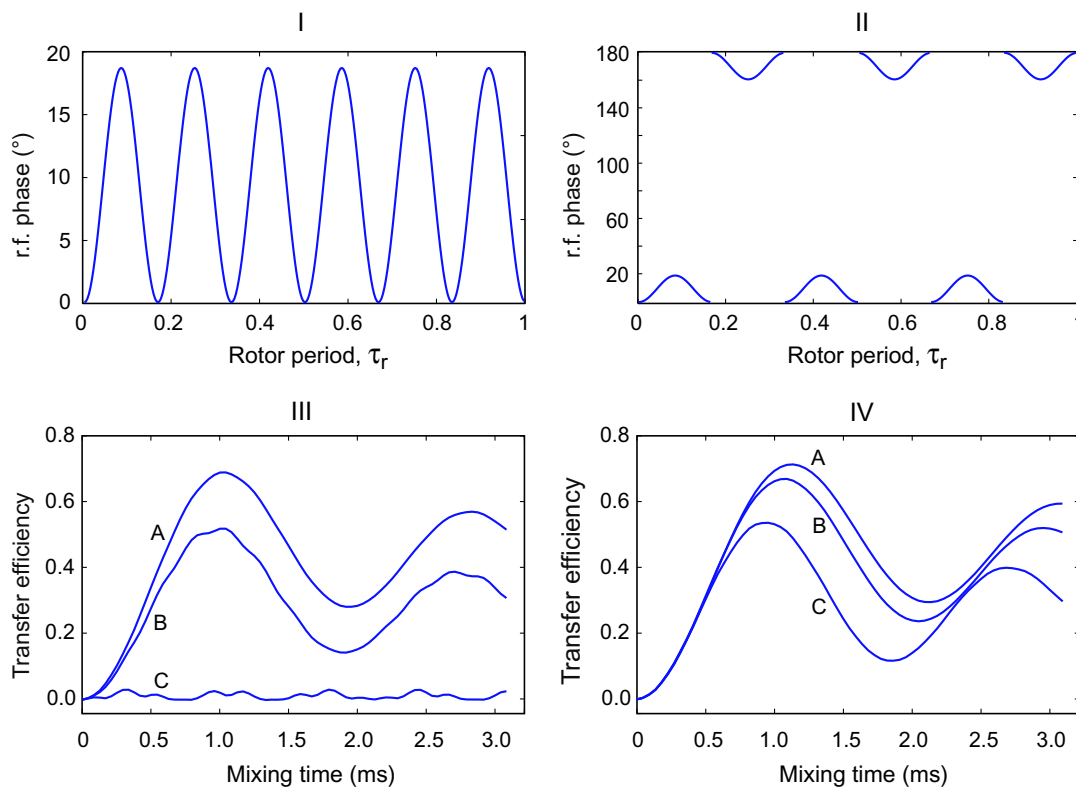 I
r.f. phase (°)
20
15
10
5
0
0 0.2 0.4 0.6 0.8 1
Rotor period, τr
II
r.f. phase (°)
180
140
100
60
20
0 0.2 0.4 0.6 0.8 1
Rotor period, τr
III
Transfer efficiency
0.8
0.6
0.4
0.2
0.0
A
B
C
0 0.5 1.0 1.5 2.0 2.5 3.0
Mixing time (ms)
IV
Transfer efficiency
0.8
0.6
0.4
0.2
0.0
A
B
C
0 0.5 1.0 1.5 2.0 2.5 3.0
Mixing time (ms)